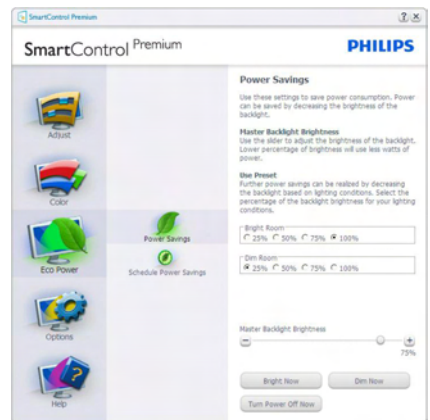 SmartControl Premium
SmartControl Premium
PHILIPS
Adjust
Color
Eco Power
Options
Help
Power Savings
Schedule Power Savings
Power Savings
Use these settings to save power consumption. Power
can be saved by decreasing the brightness of the
backlight.
Master Backlight Brightness
Use the slider to adjust the brightness of the backlight.
Lower percentage of brightness will use less watts of
power.
Use Preset
Further power savings can be realized by decreasing
the backlight based on lighting conditions. Select the
percentage of the backlight brightness for your lighting
conditions.
Bright Room
25% 50% 75% 100%
Dim Room
25% 50% 75% 100%
Master Backlight Brightness
75%
Bright Now
Dim Now
Turn Power Off Now